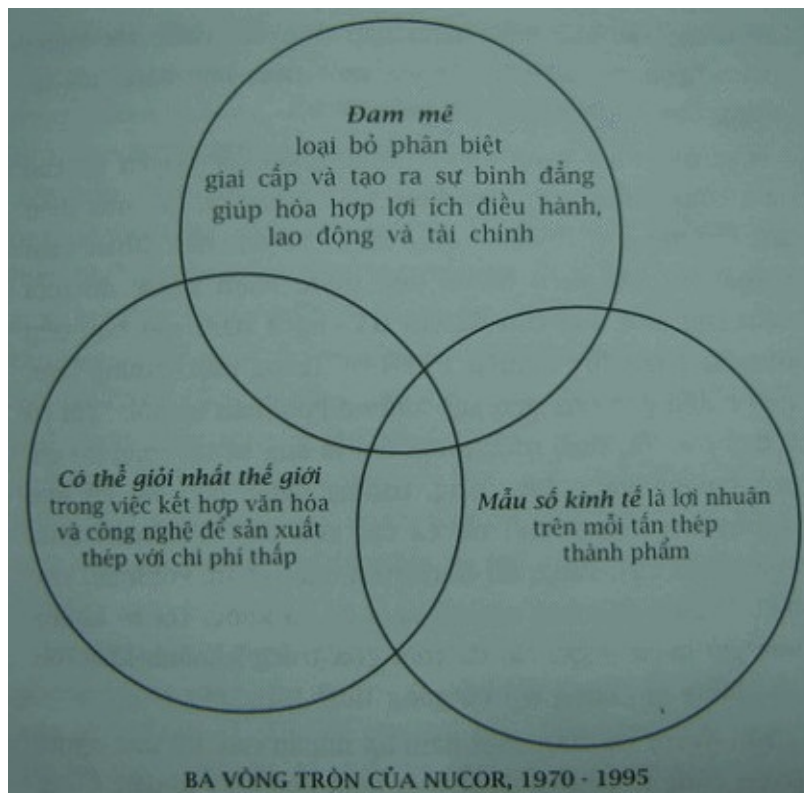 Đam mê
loại bỏ phân biệt
giai cấp và tạo ra sự bình đẳng
giúp hòa hợp lợi ích điều hành,
lao động và tài chính
Có thể giỏi nhất thế giới
trong việc kết hợp văn hóa
và công nghệ để sản xuất
thép với chi phí thấp
Mẫu số kinh tế là lợi nhuận
trên mỗi tấn thép
thành phẩm
BA VÒNG TRÒN CỦA NUCOR, 1970 - 1995